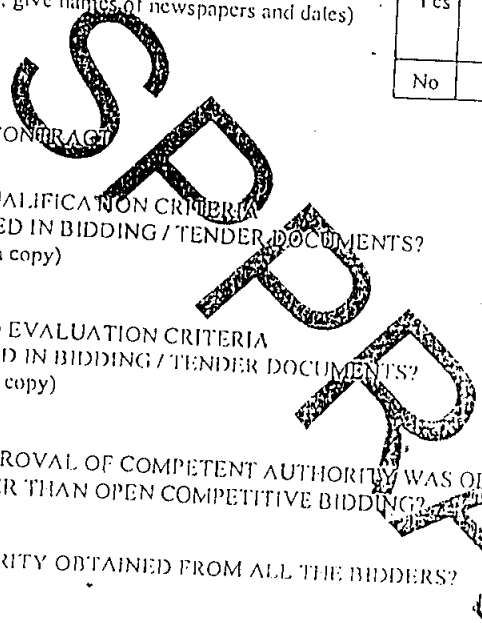 give names of newspapers and dates)
Yes
No
CONTRACT
ALIFICATION CRITERIA
ED IN BIDDING / TENDER DOCUMENTS?
copy)
EVALUATION CRITERIA
D IN BIDDING / TENDER DOCUMENTS?
copy)
ROVAL OF COMPETENT AUTHORITY WAS
ER THAN OPEN COMPETITIVE BIDDING?
RITY OBTAINED FROM ALL THE BIDDERS?
SPPRA